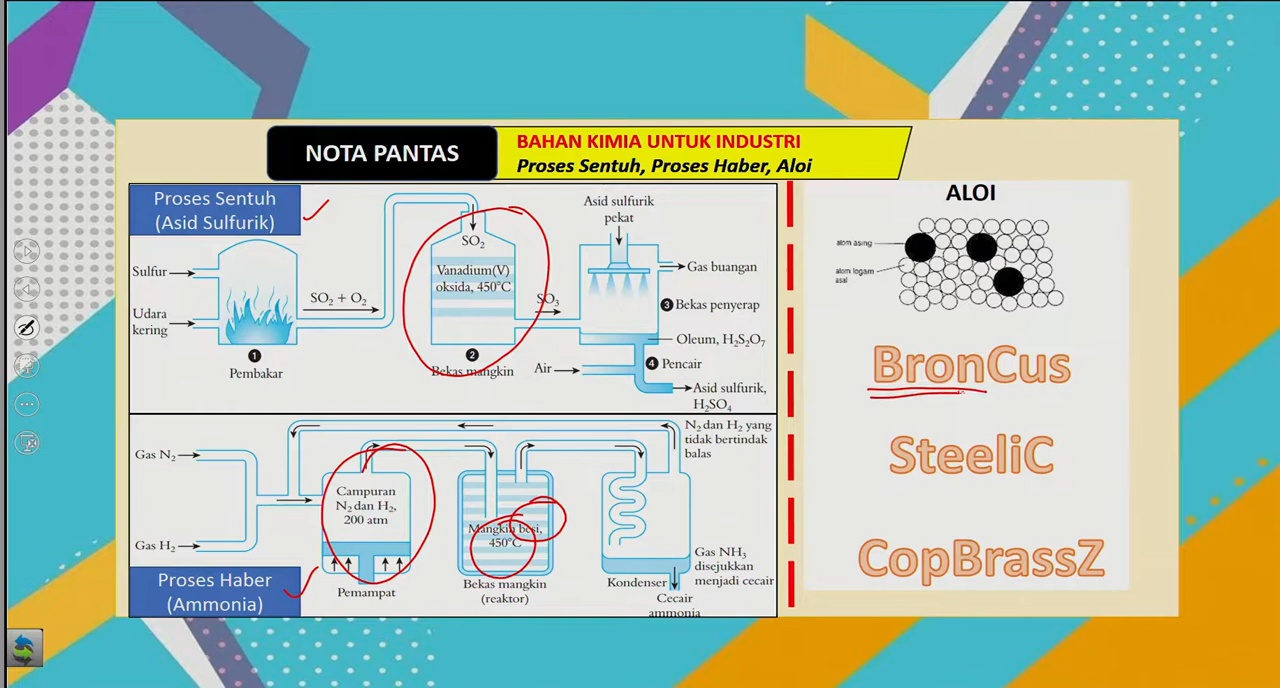 NOTA PANTAS
BAHAN KIMIA UNTUK INDUSTRI
Proses Sentuh, Proses Haber, Aloi
Proses Sentuh
(Asid Sulfurik)
Sulfur
Udara
kering
SO₂ + O₂
1
Pembakar
SO₂
Vanadium(V)
oksida, 450°C
2
Bekas mangkin
SO₃
Asid sulfurik
pekat
Gas buangan
3 Bekas penyerap
Oleum, H₂S₂O₇
Air
4 Pencair
Asid sulfurik,
H₂SO₄
Gas N₂
Gas H₂
Campuran
N₂ dan H₂,
200 atm
Pemampat
Proses Haber
(Ammonia)
Mangkin besi,
450°C
Bekas mangkin
(reaktor)
N₂ dan H₂ yang
tidak bertindak
balas
Gas NH₃
disejukkan
menjadi cecair
Kondenser
Cecair
ammonia
ALOI
atom asing
atom logam
asal
BronCus
SteeliC
CopBrassZ